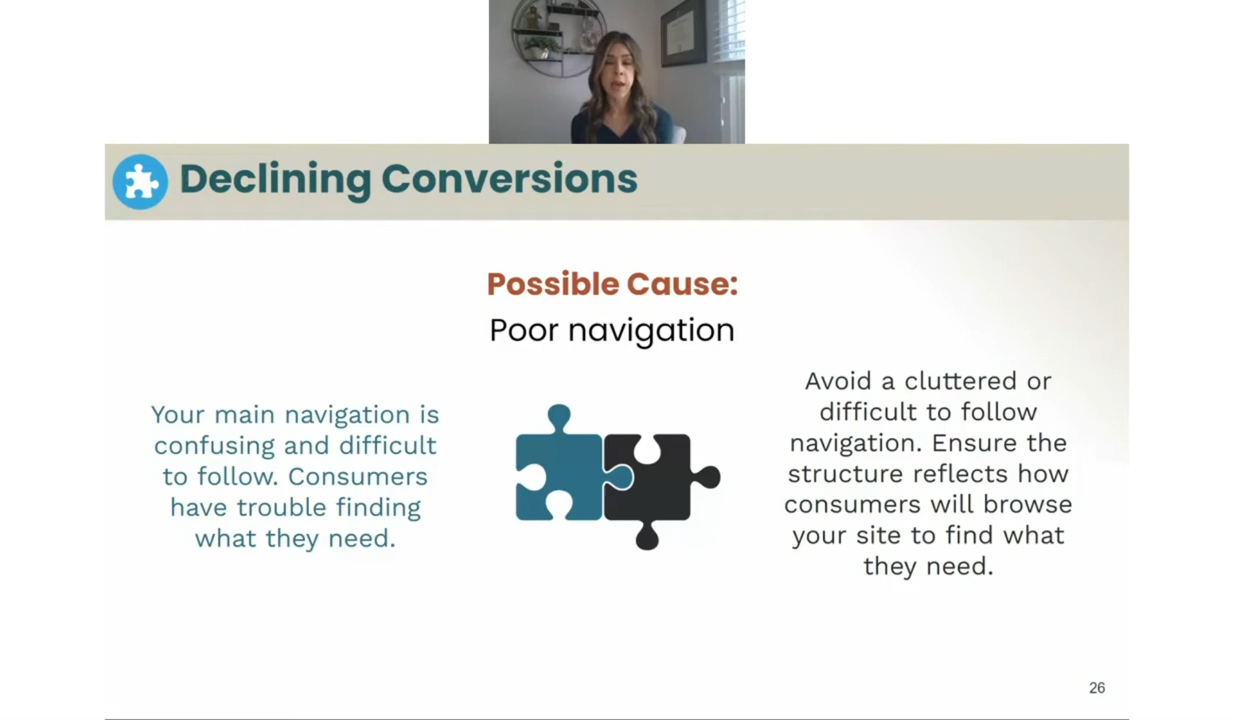 Declining Conversions
Possible Cause:
Poor navigation
Your main navigation is
confusing and difficult
to follow. Consumers
have trouble finding
what they need.
Avoid a cluttered or
difficult to follow
navigation. Ensure the
structure reflects how
consumers will browse
your site to find what
they need.
26